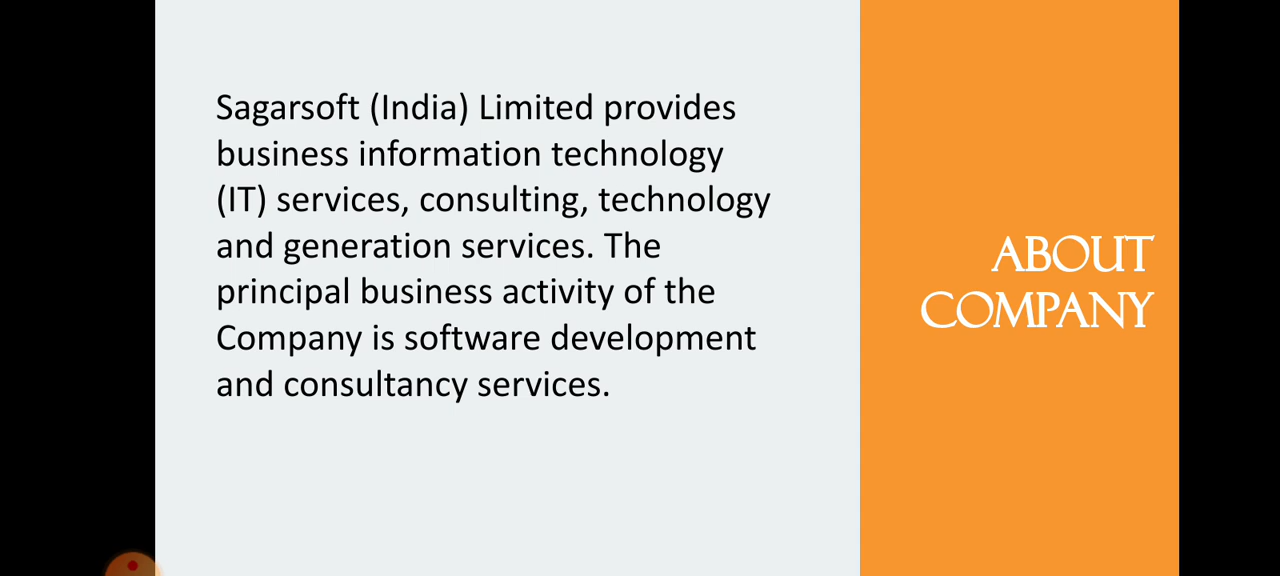 Sagarsoft (India) Limited provides
business information technology
(IT) services, consulting, technology
and generation services. The
principal business activity of the
Company is software development
and consultancy services.
ABOUT
COMPANY